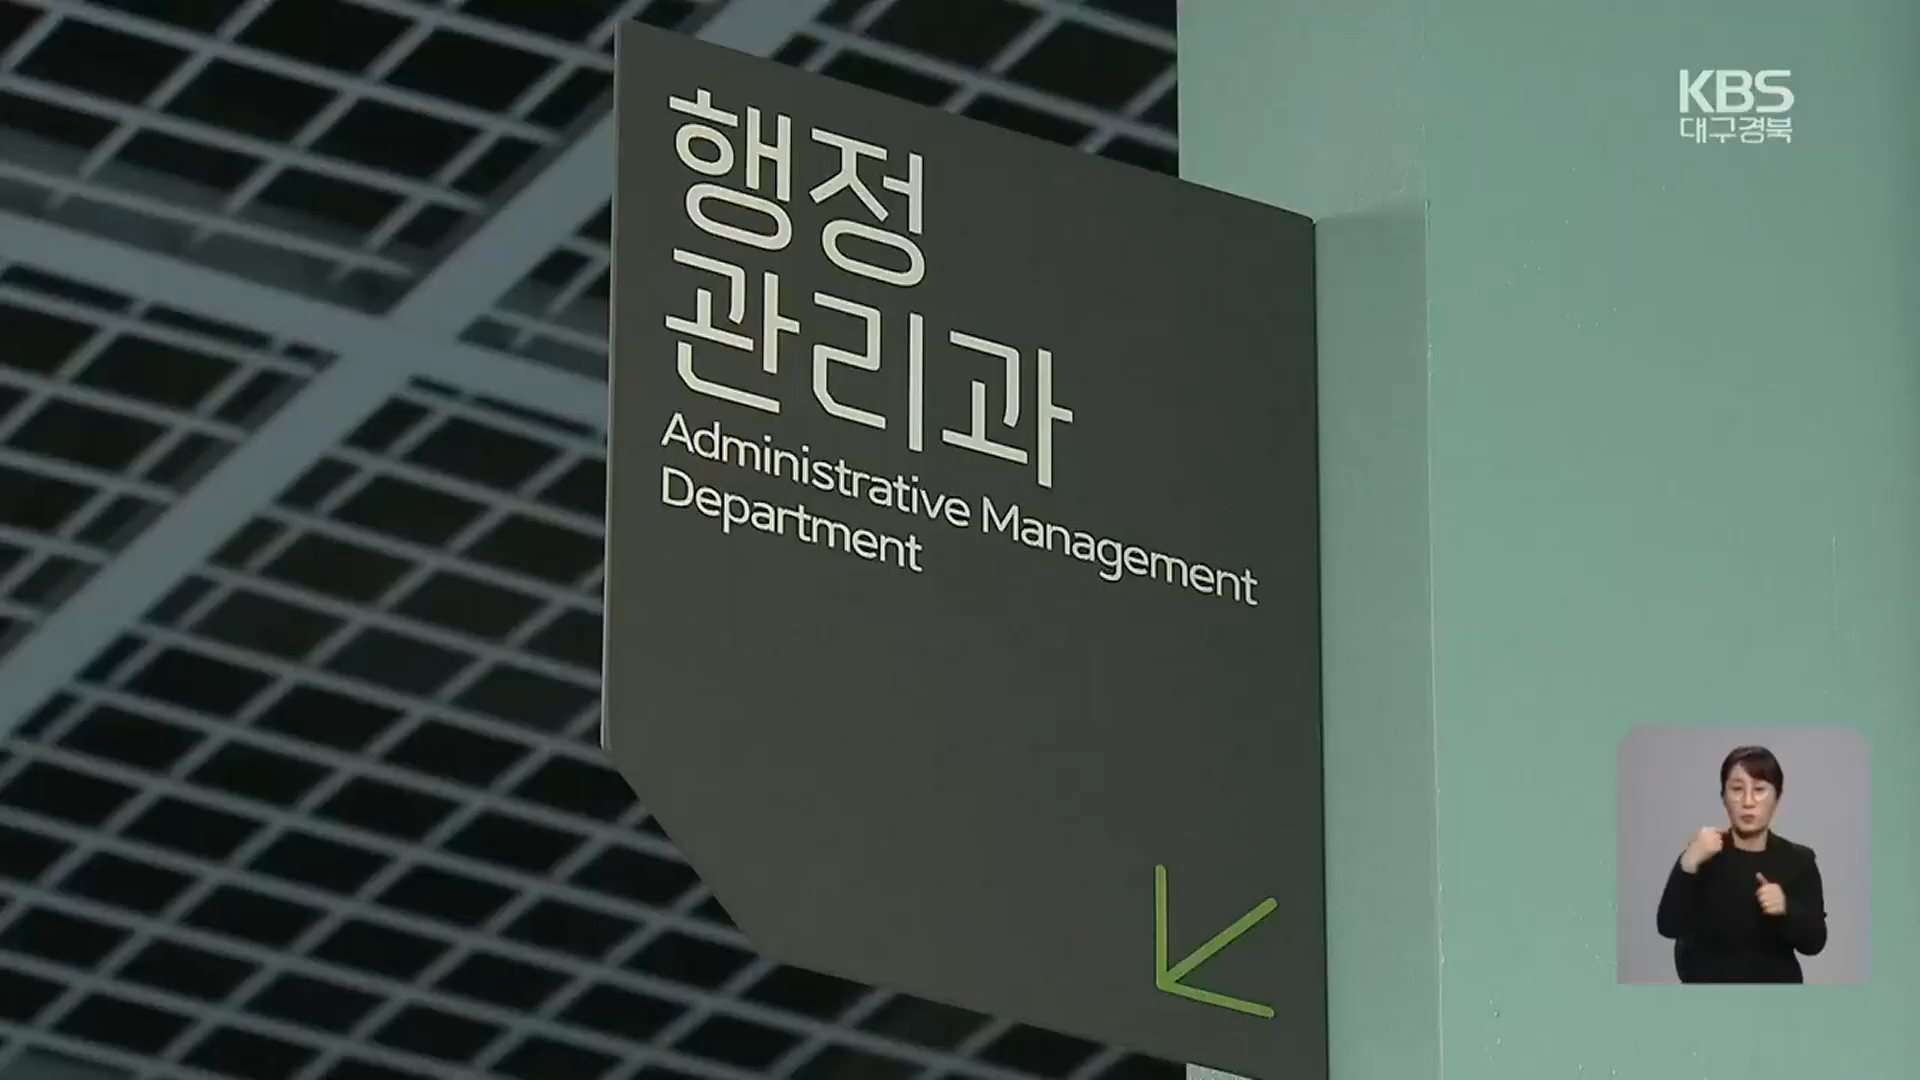 행정
관리과
Administrative Management
Department
KBS
대구경북